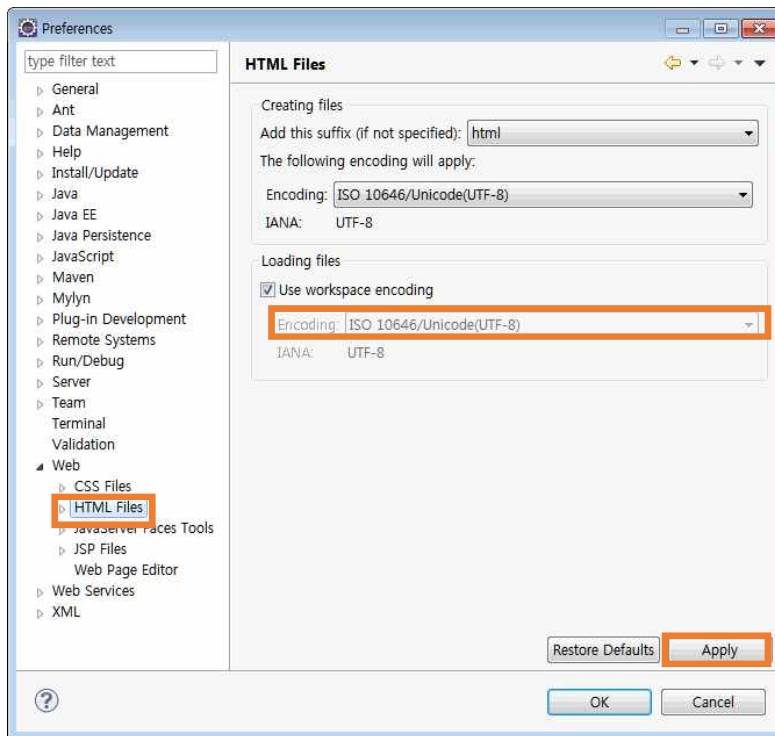 Preferences
type filter text
General
Ant
Data Management
Help
Install/Update
Java
Java EE
Java Persistence
JavaScript
Maven
Mylyn
Plug-in Development
Remote Systems
Run/Debug
Server
Team
Terminal
Validation
Web
CSS Files
HTML Files
JavaServer Faces Tools
JSP Files
Web Page Editor
Web Services
XML
HTML Files
Creating files
Add this suffix (if not specified): html
The following encoding will apply:
Encoding: ISO 10646/Unicode(UTF-8)
IANA: UTF-8
Loading files
Use workspace encoding
Encoding: ISO 10646/Unicode(UTF-8)
IANA: UTF-8
Restore Defaults Apply
? OK Cancel